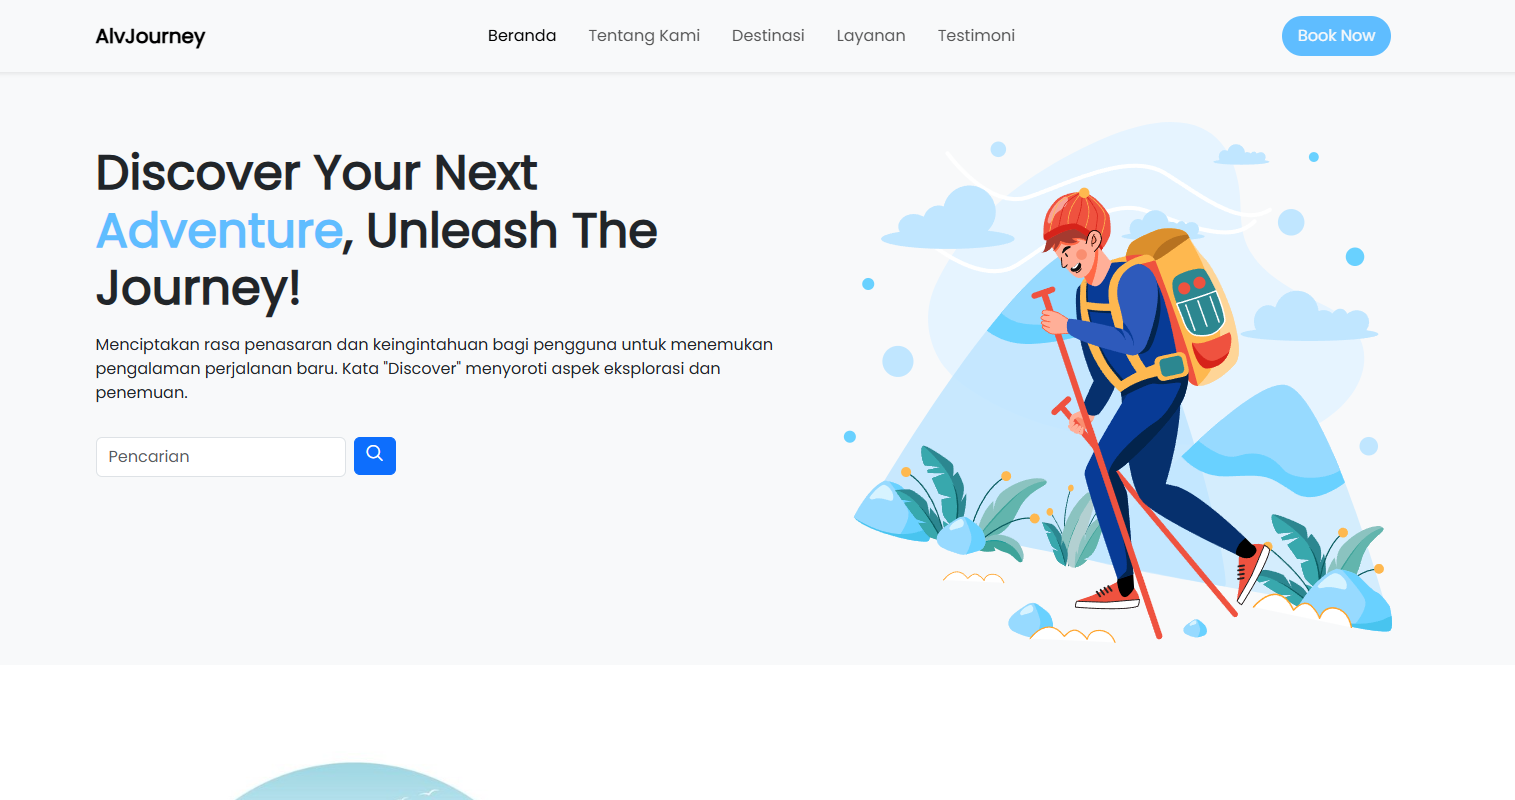 AlvJourney
Beranda
Tentang Kami
Destinasi
Layanan
Testimoni
Book Now
Discover Your Next
Adventure, Unleash The
Journey!
Menciptakan rasa penasaran dan keingintahuan bagi pengguna untuk menemukan
pengalaman perjalanan baru. Kata "Discover" menyoroti aspek eksplorasi dan
penemuan.
Pencarian